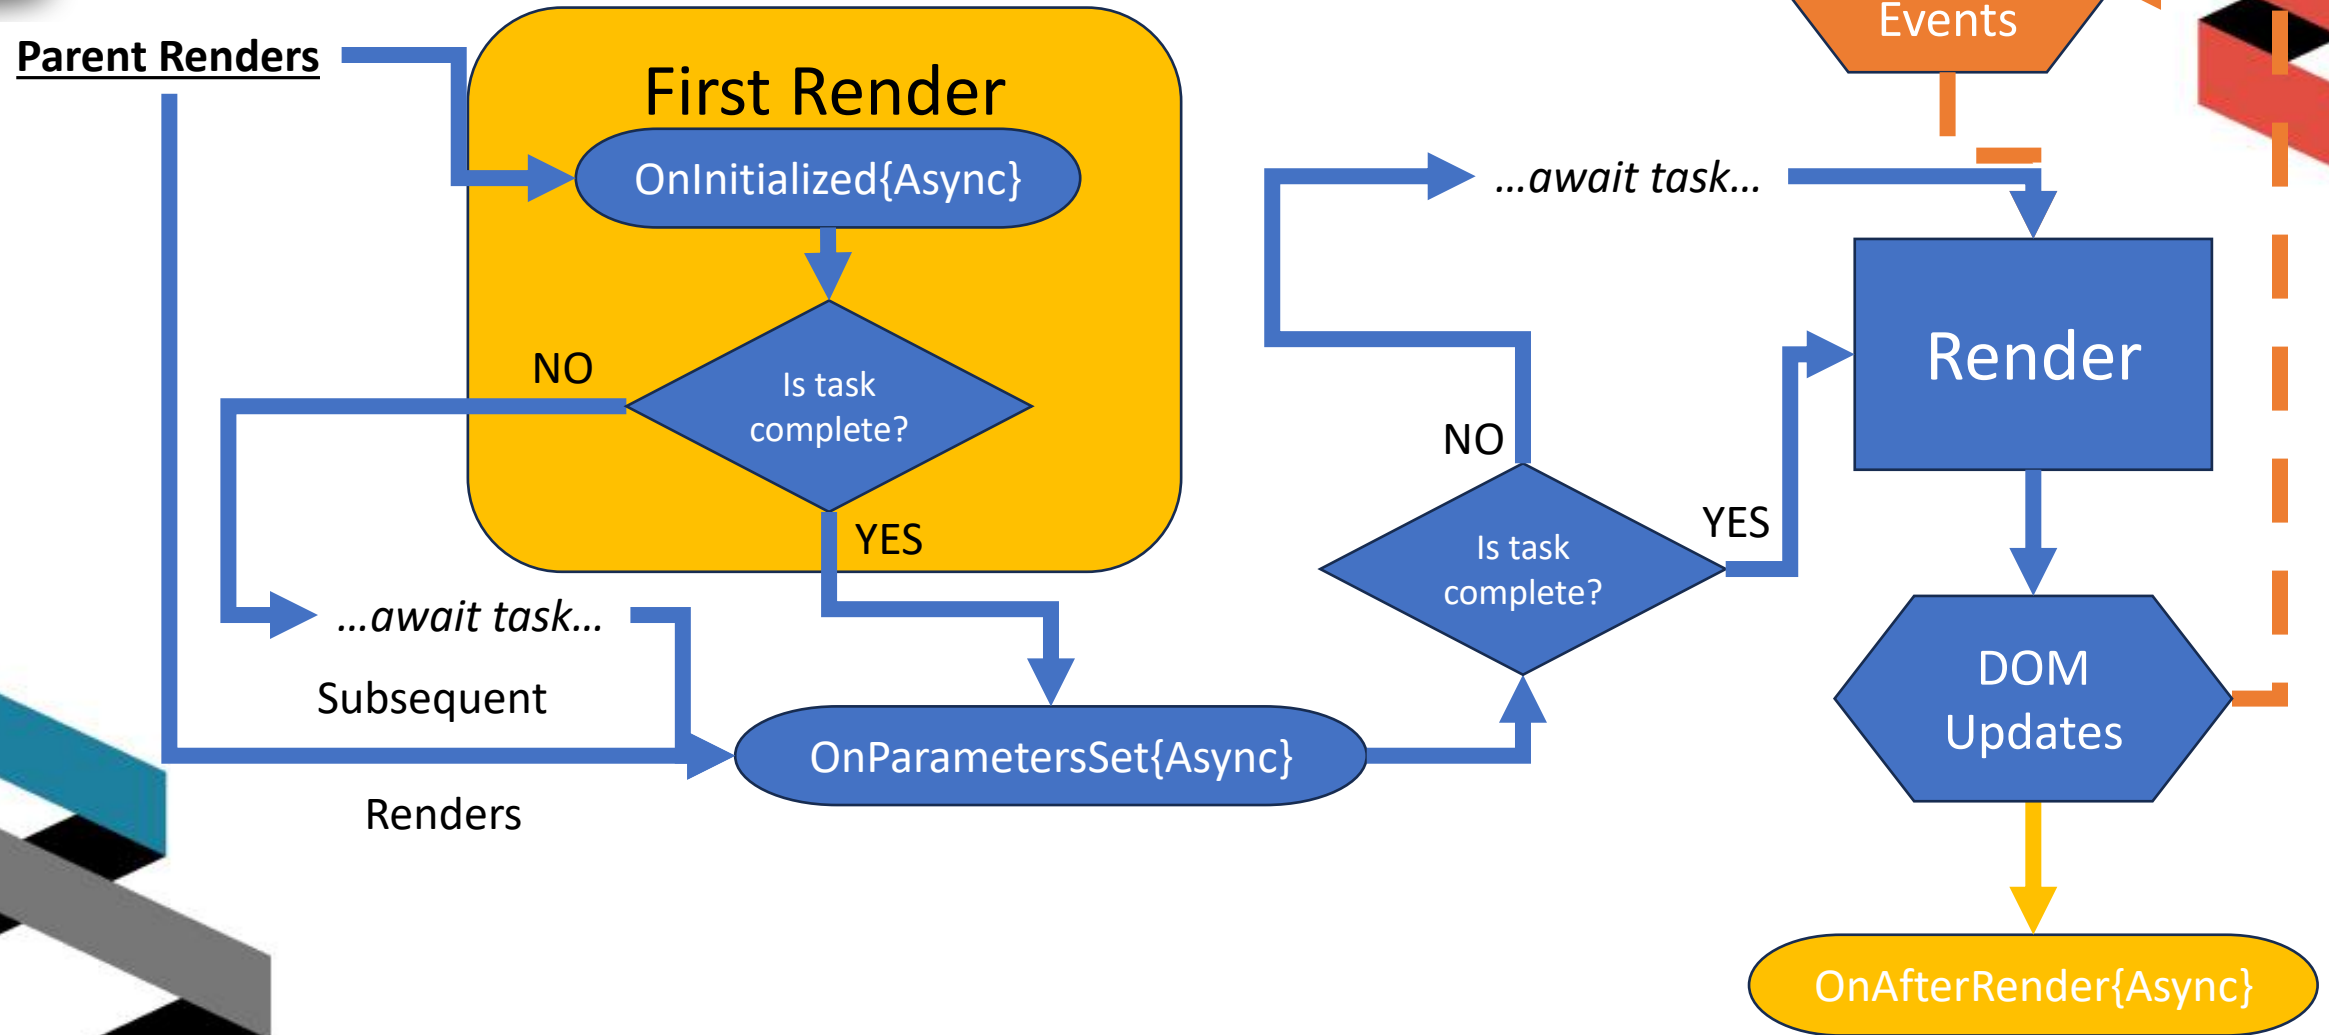 Parent Renders
First Render
OnInitialized{Async}
Is task
complete?
NO
YES
...await task...
Subsequent
Renders
OnParametersSet{Async}
Is task
complete?
NO
YES
...await task...
Events
Render
DOM
Updates
OnAfterRender{Async}